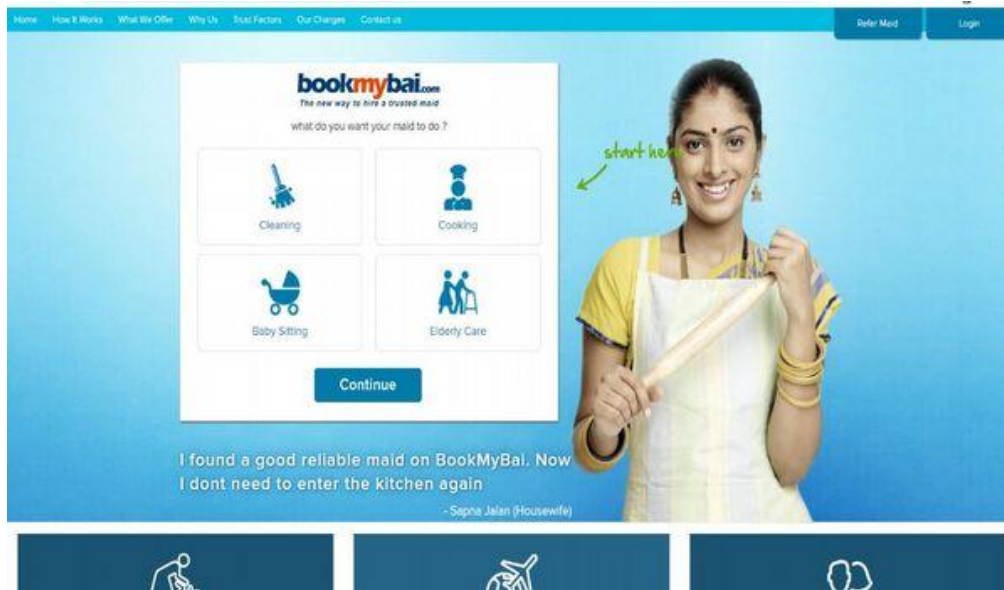 Home How It Works What We Offer Why Us Trust Factors Our Charges Contact us
Refer Maid Login
bookmybai.com
The new way to hire a trusted maid
what do you want your maid to do ?
start here
Cleaning Cooking
Baby Sitting Elderly Care
Continue
I found a good reliable maid on BookMyBai. Now
I dont need to enter the kitchen again
- Sapna Jalan (Housewife)